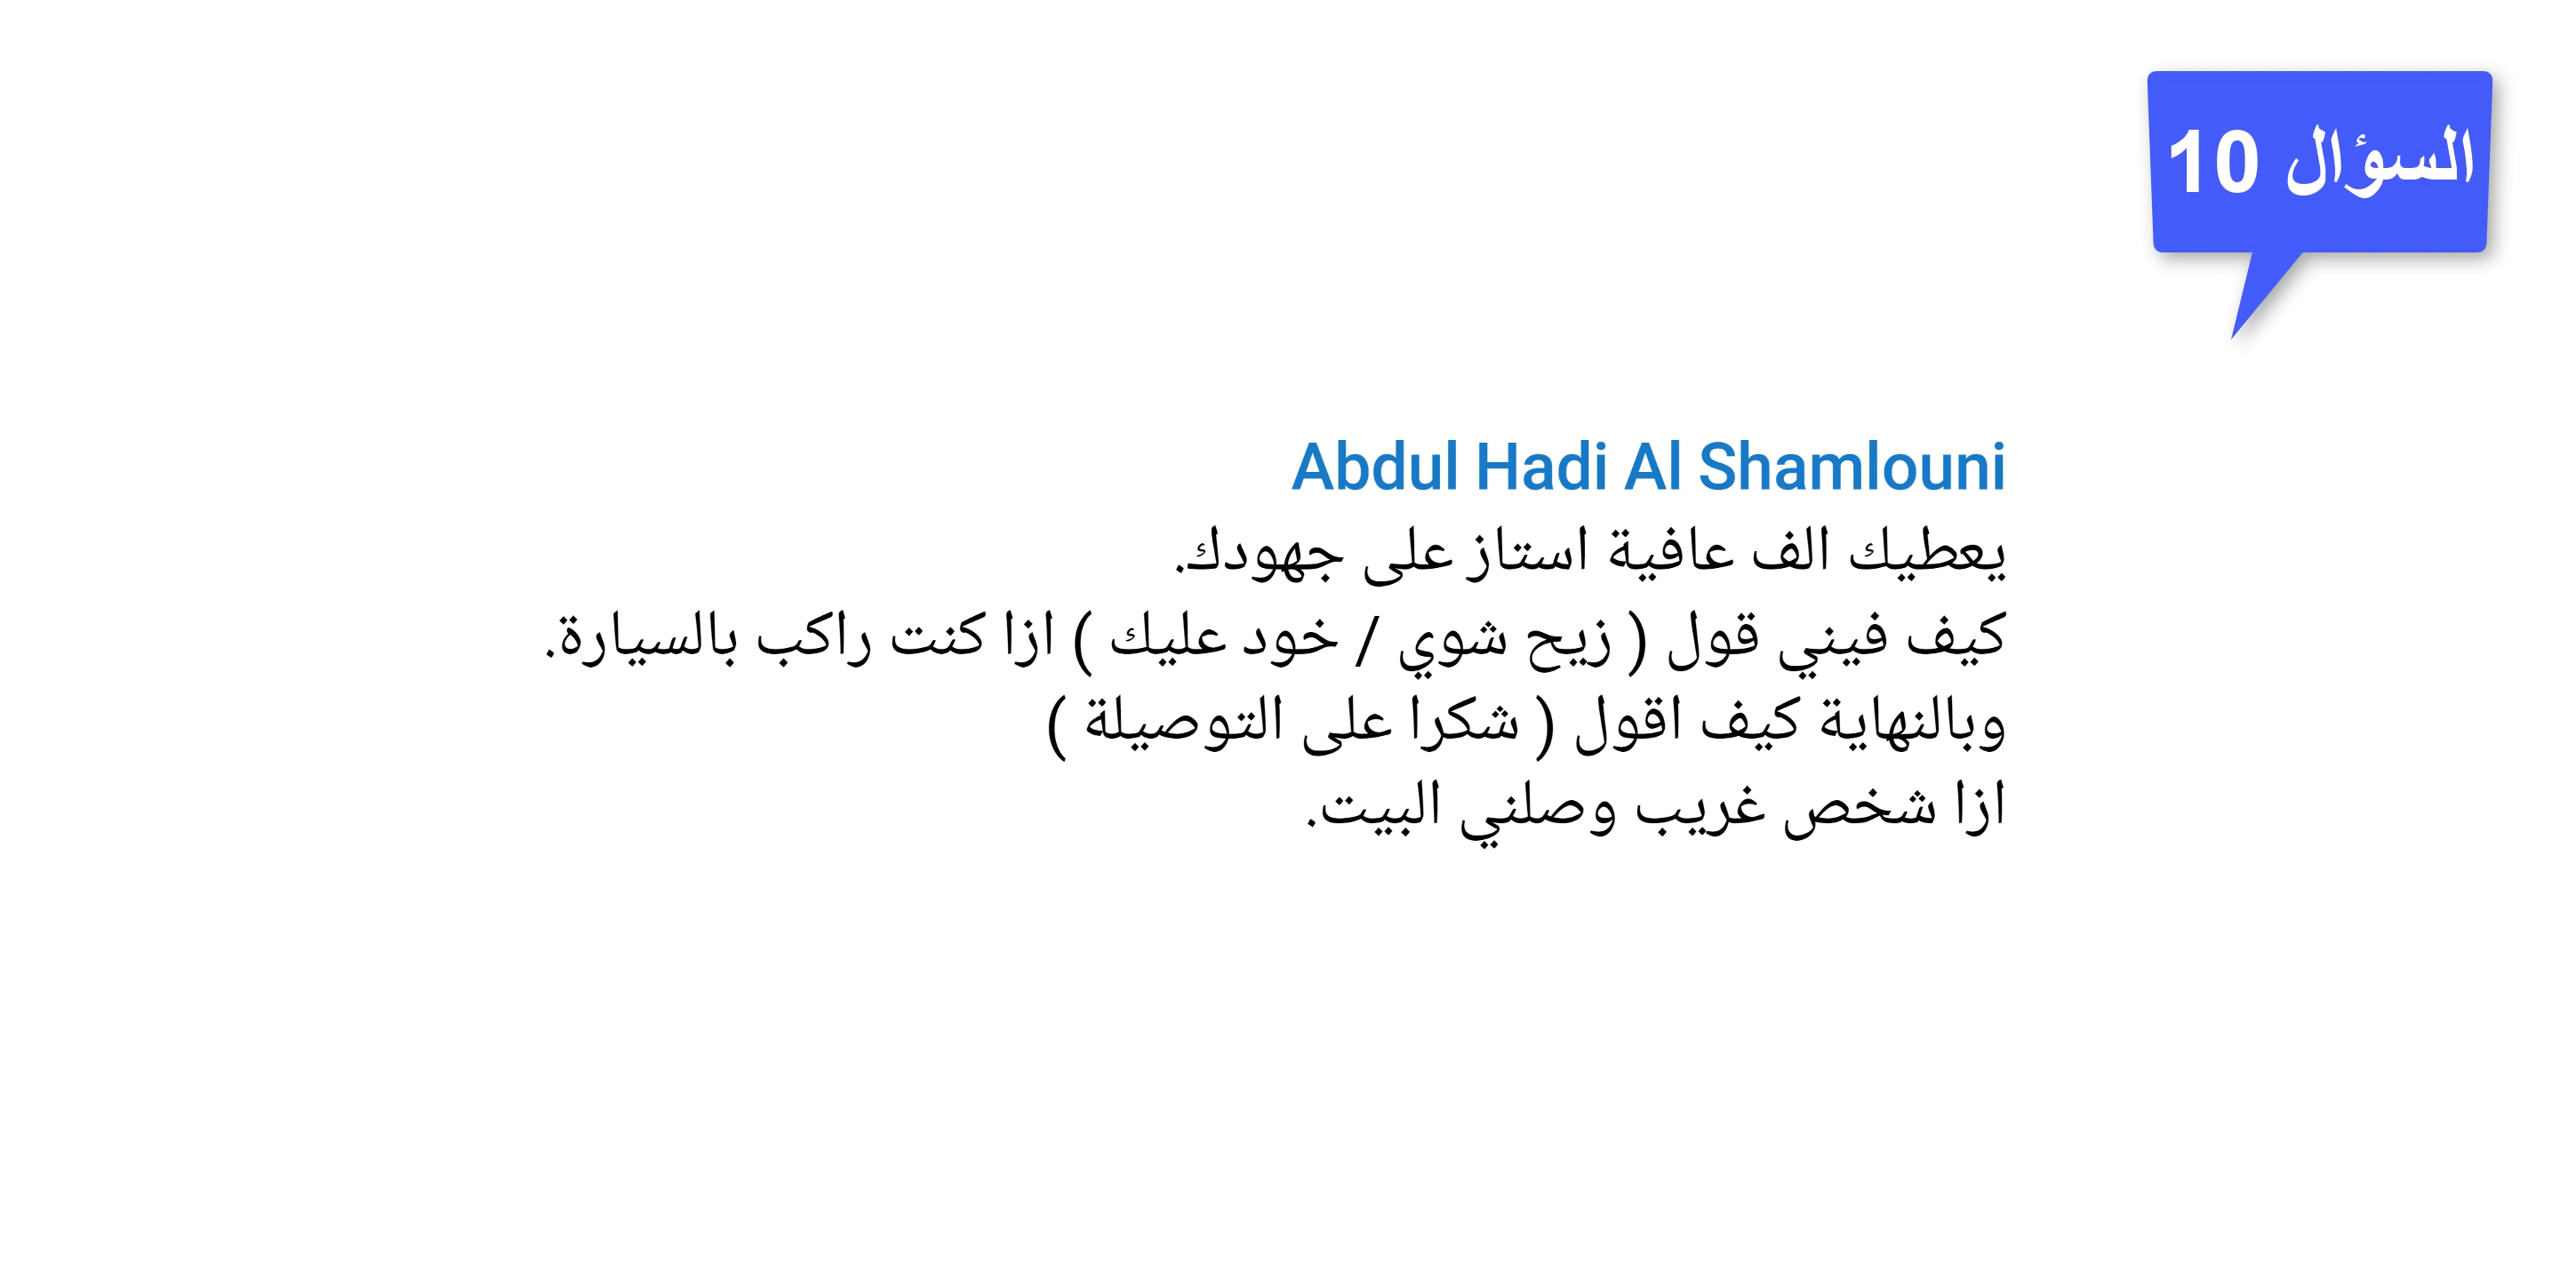 السؤال 10
Abdul Hadi Al Shamlouni
يعطيك الف عافية استاز على جهودك.
كيف فيني قول ( زيح شوي / خود عليك ) ازا كنت راكب بالسيارة.
وبالنهاية كيف اقول ( شكرا على التوصيلة )
ازا شخص غريب وصلني البيت.